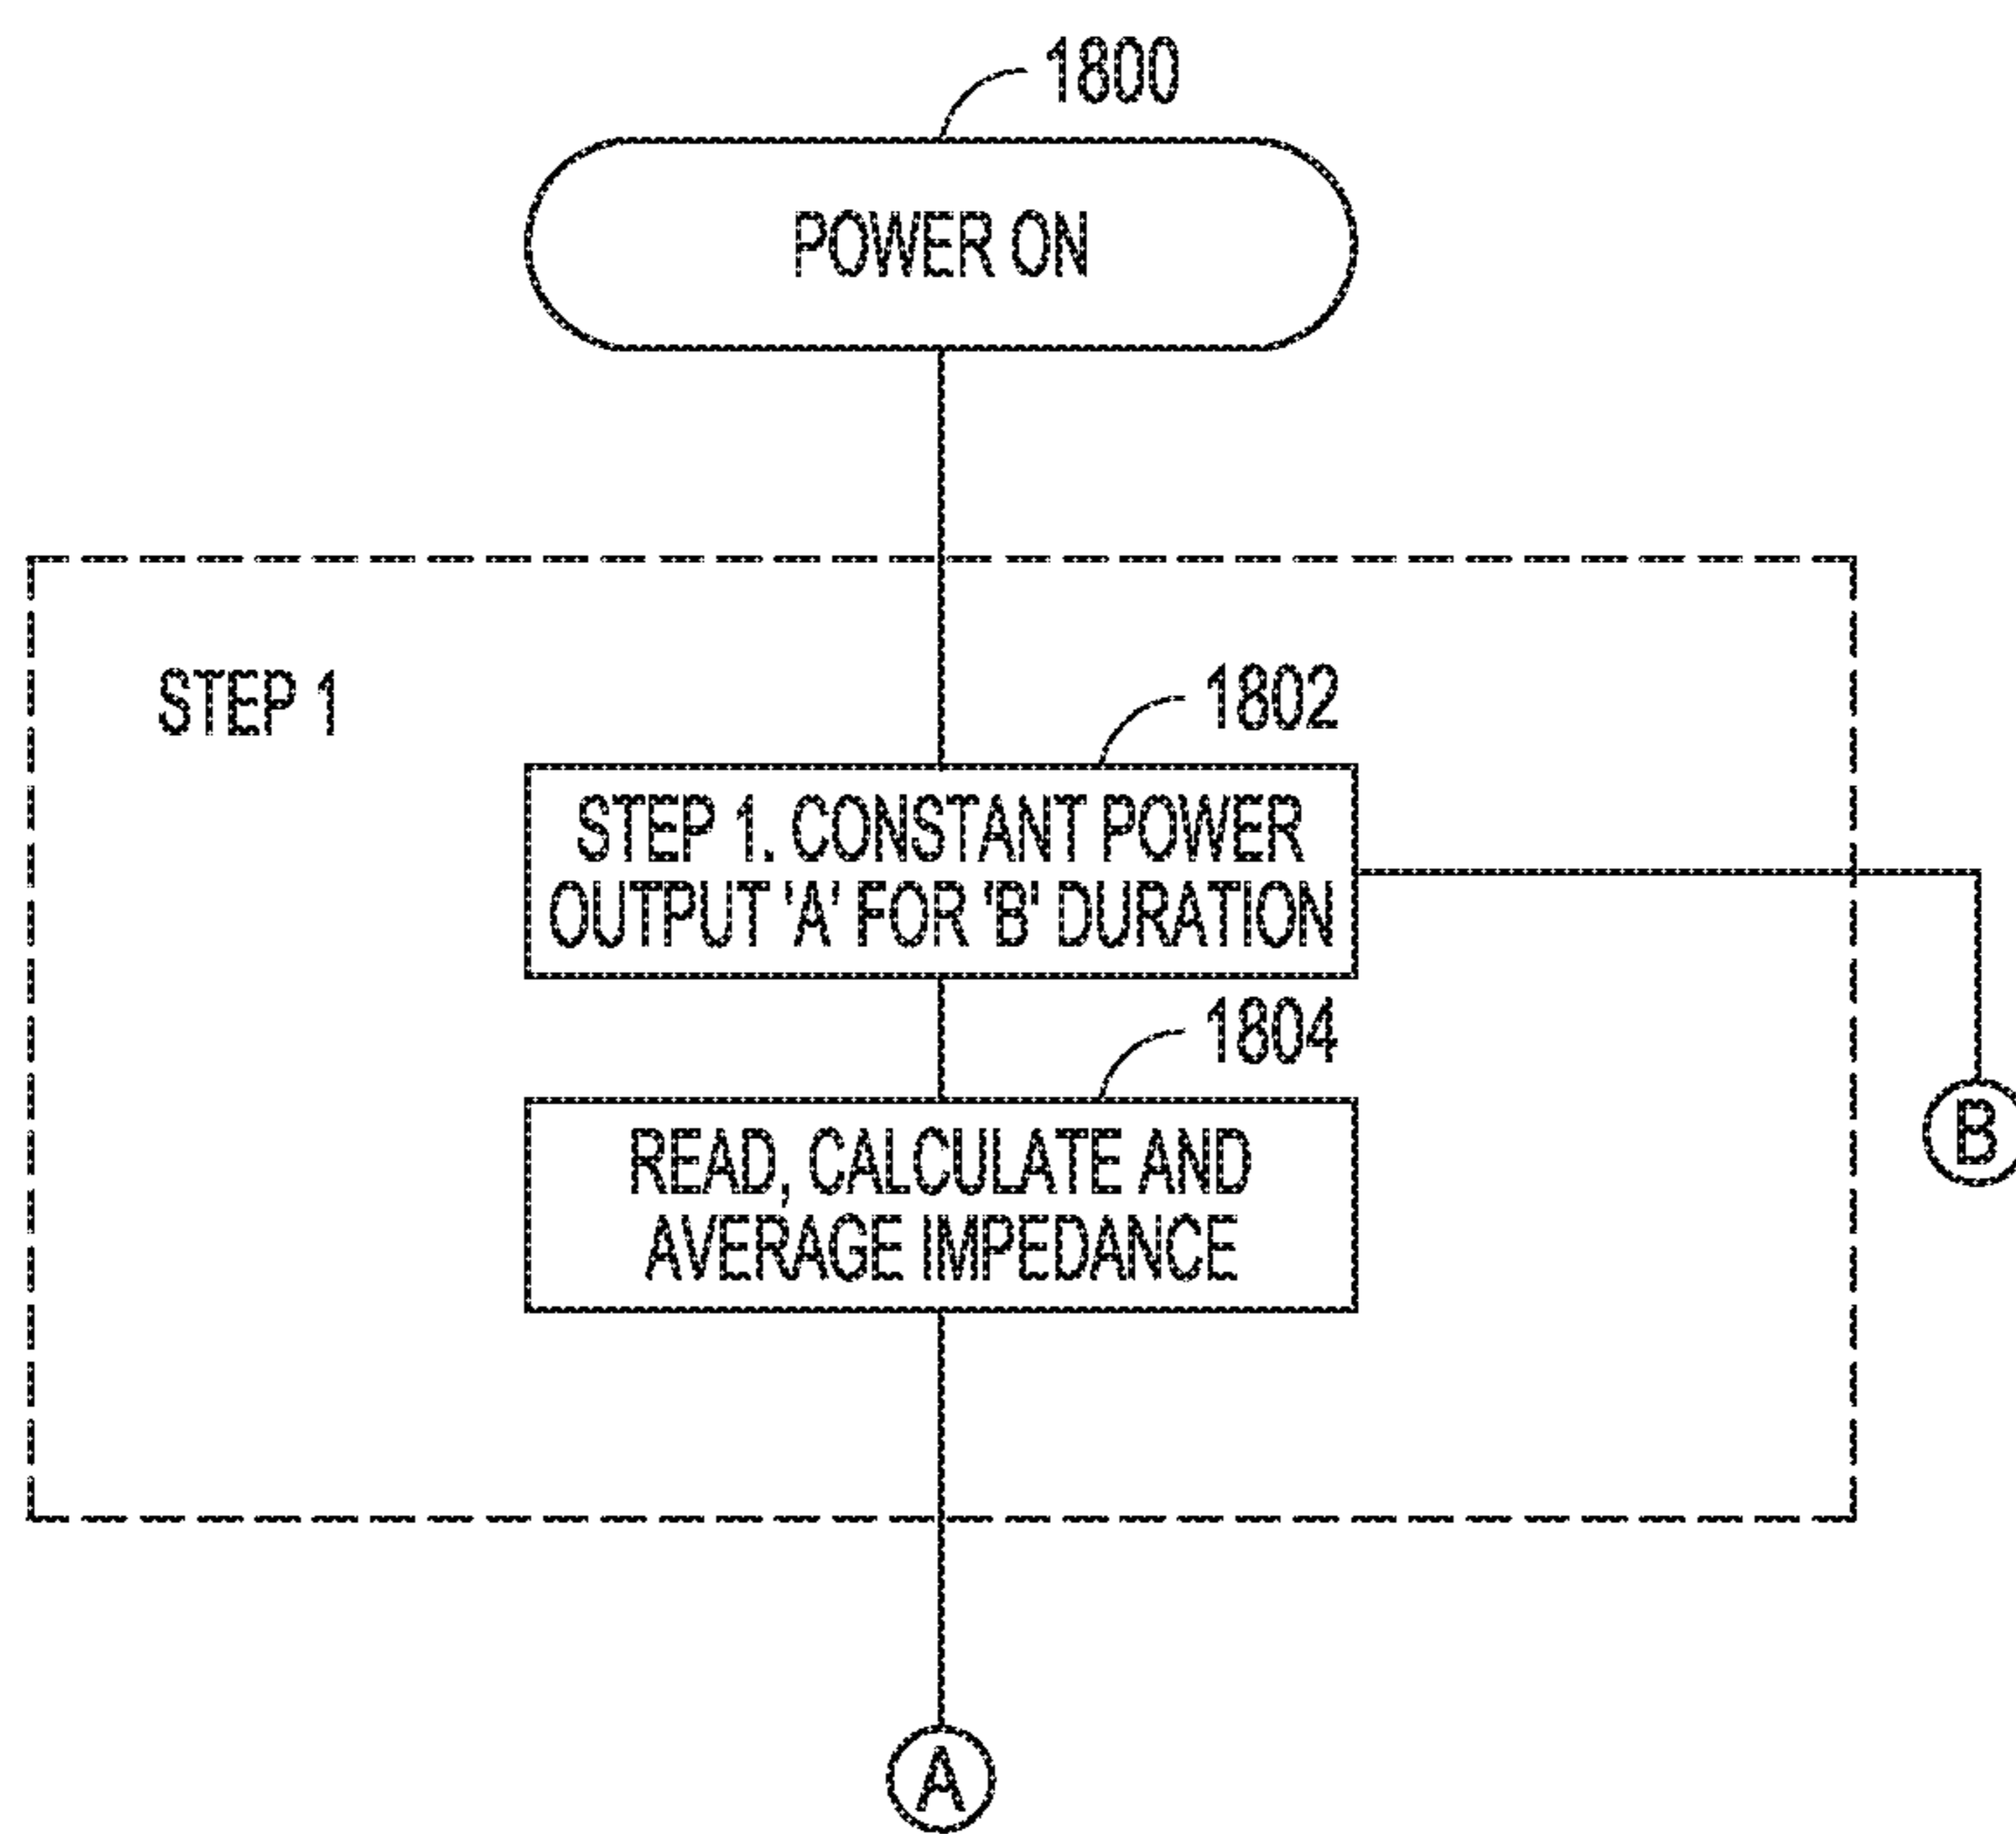 1800
POWER ON
STEP 1
1802
STEP 1. CONSTANT POWER
OUTPUT 'A' FOR 'B' DURATION
1804
READ, CALCULATE AND
AVERAGE IMPEDANCE
B
A